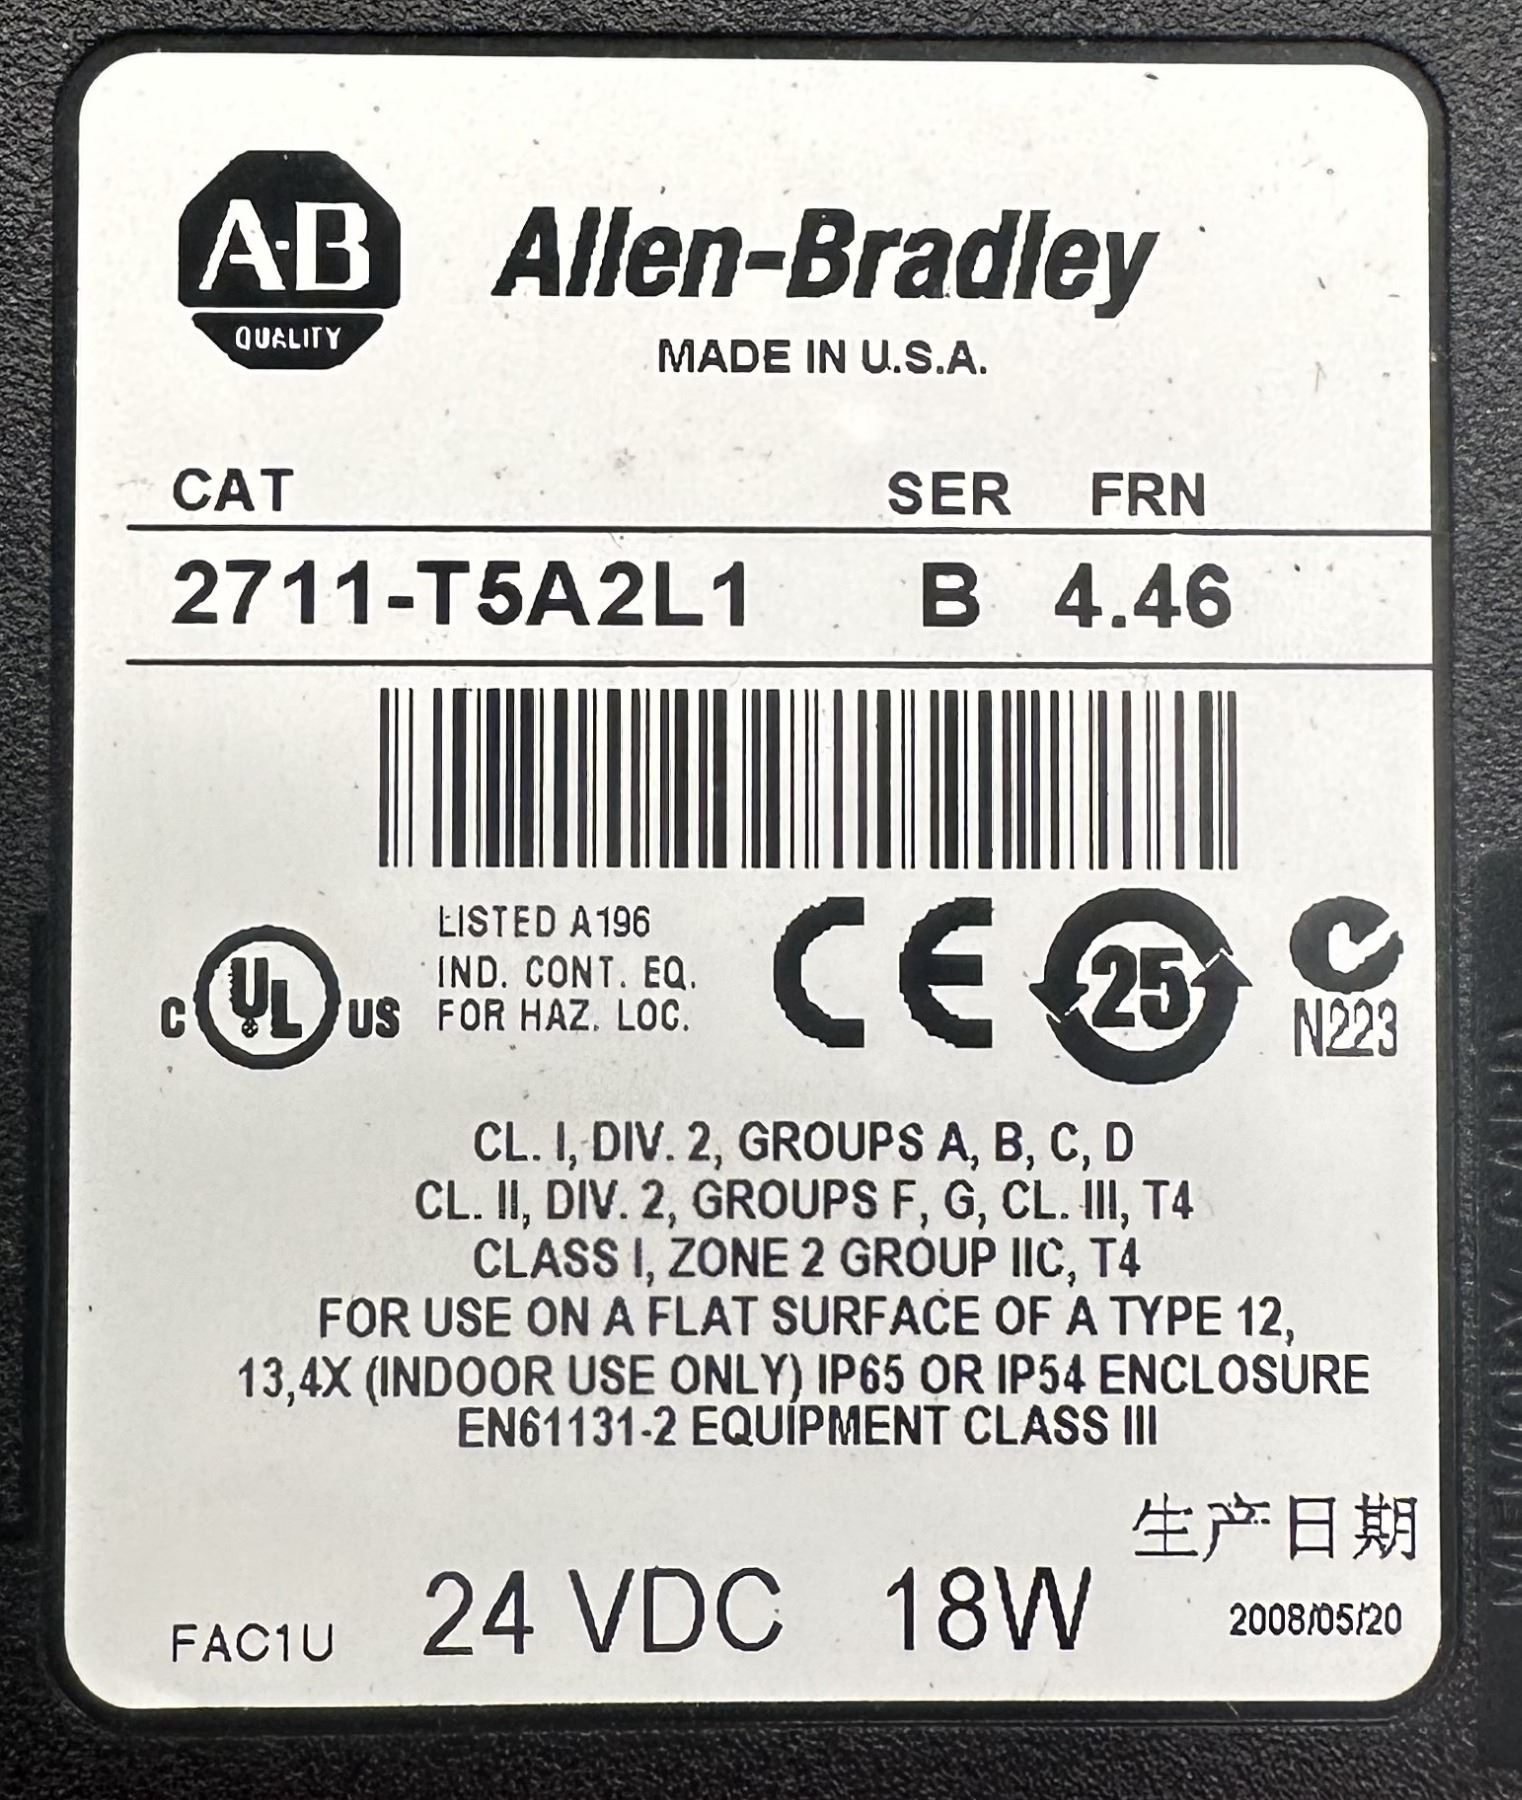 A-B
QUALITY
Allen-Bradley
MADE IN U.S.A.
CAT SER FRN
2711-T5A2L1 B 4.46
LISTED A196
IND. CONT. EQ.
FOR HAZ. LOC.
C UL US
CE
25
N223
CL. I, DIV. 2, GROUPS A, B, C, D
CL. II, DIV. 2, GROUPS F, G, CL. III, T4
CLASS I, ZONE 2 GROUP IIC, T4
FOR USE ON A FLAT SURFACE OF A TYPE 12,
13,4X (INDOOR USE ONLY) IP65 OR IP54 ENCLOSURE
EN61131-2 EQUIPMENT CLASS III
生产日期
FAC1U 24 VDC 18W 2008/05/20